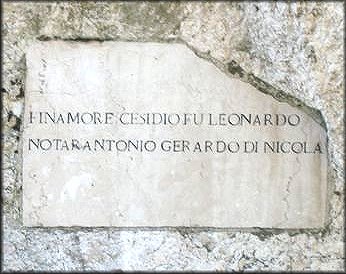 FINAMORE CESIDIO FU LEONARDO
NOTARANTONIO GERARDO DI NICOLA